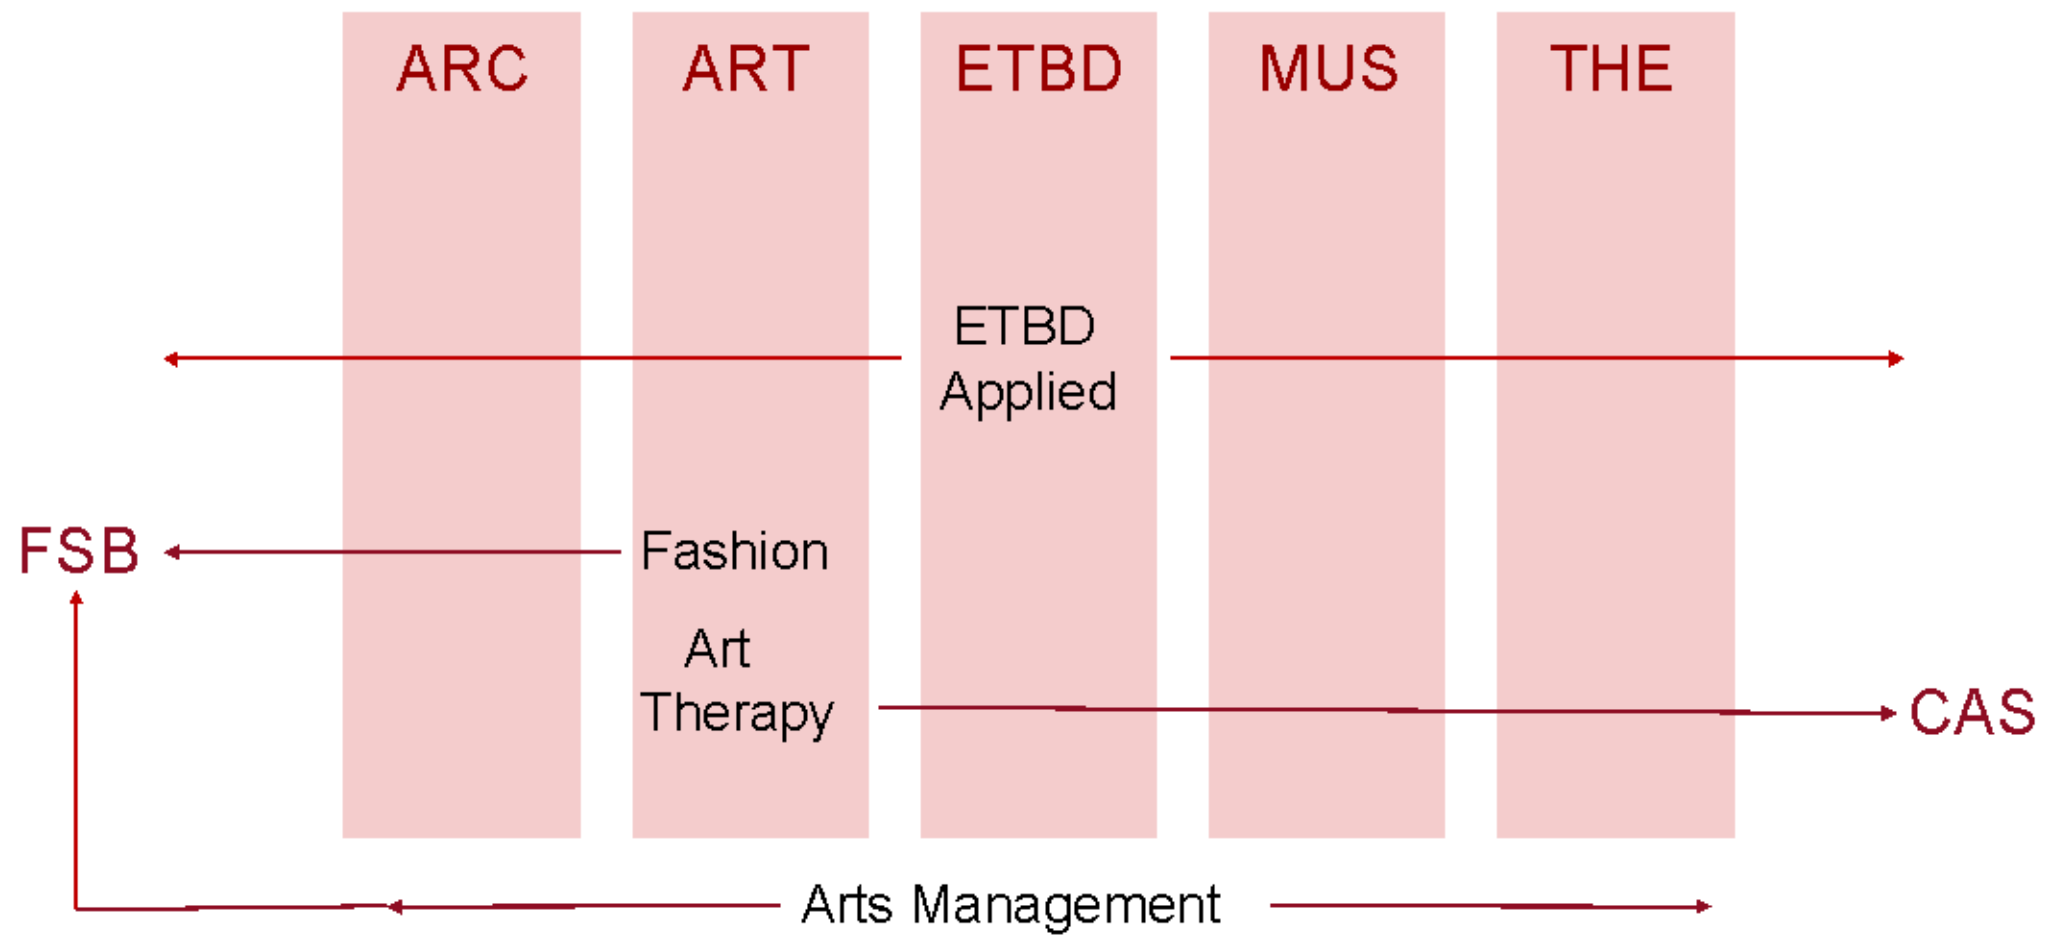 ARC
ART
ETBD
MUS
THE
ETBD
Applied
FSB
Fashion
Art
Therapy
CAS
Arts Management